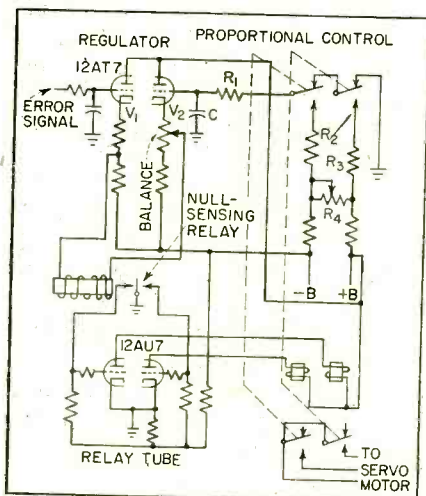 REGULATOR
PROPORTIONAL CONTROL
12AT7
ERROR
SIGNAL
V1
V2
C
R1
R2
R3
R4
BALANCE
NULL-
SENSING
RELAY
-B
+B
12AU7
RELAY TUBE
TO
SERVO
MOTOR